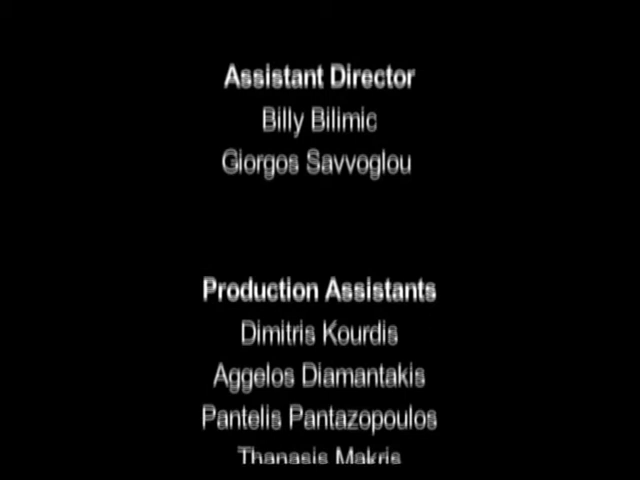 Assistant Director
Billy Bilimic
Giorgos Savvoglou
Production Assistants
Dimitris Kourdis
Aggelos Diamantakis
Pantelis Pantazopoulos
Thanasis Makris